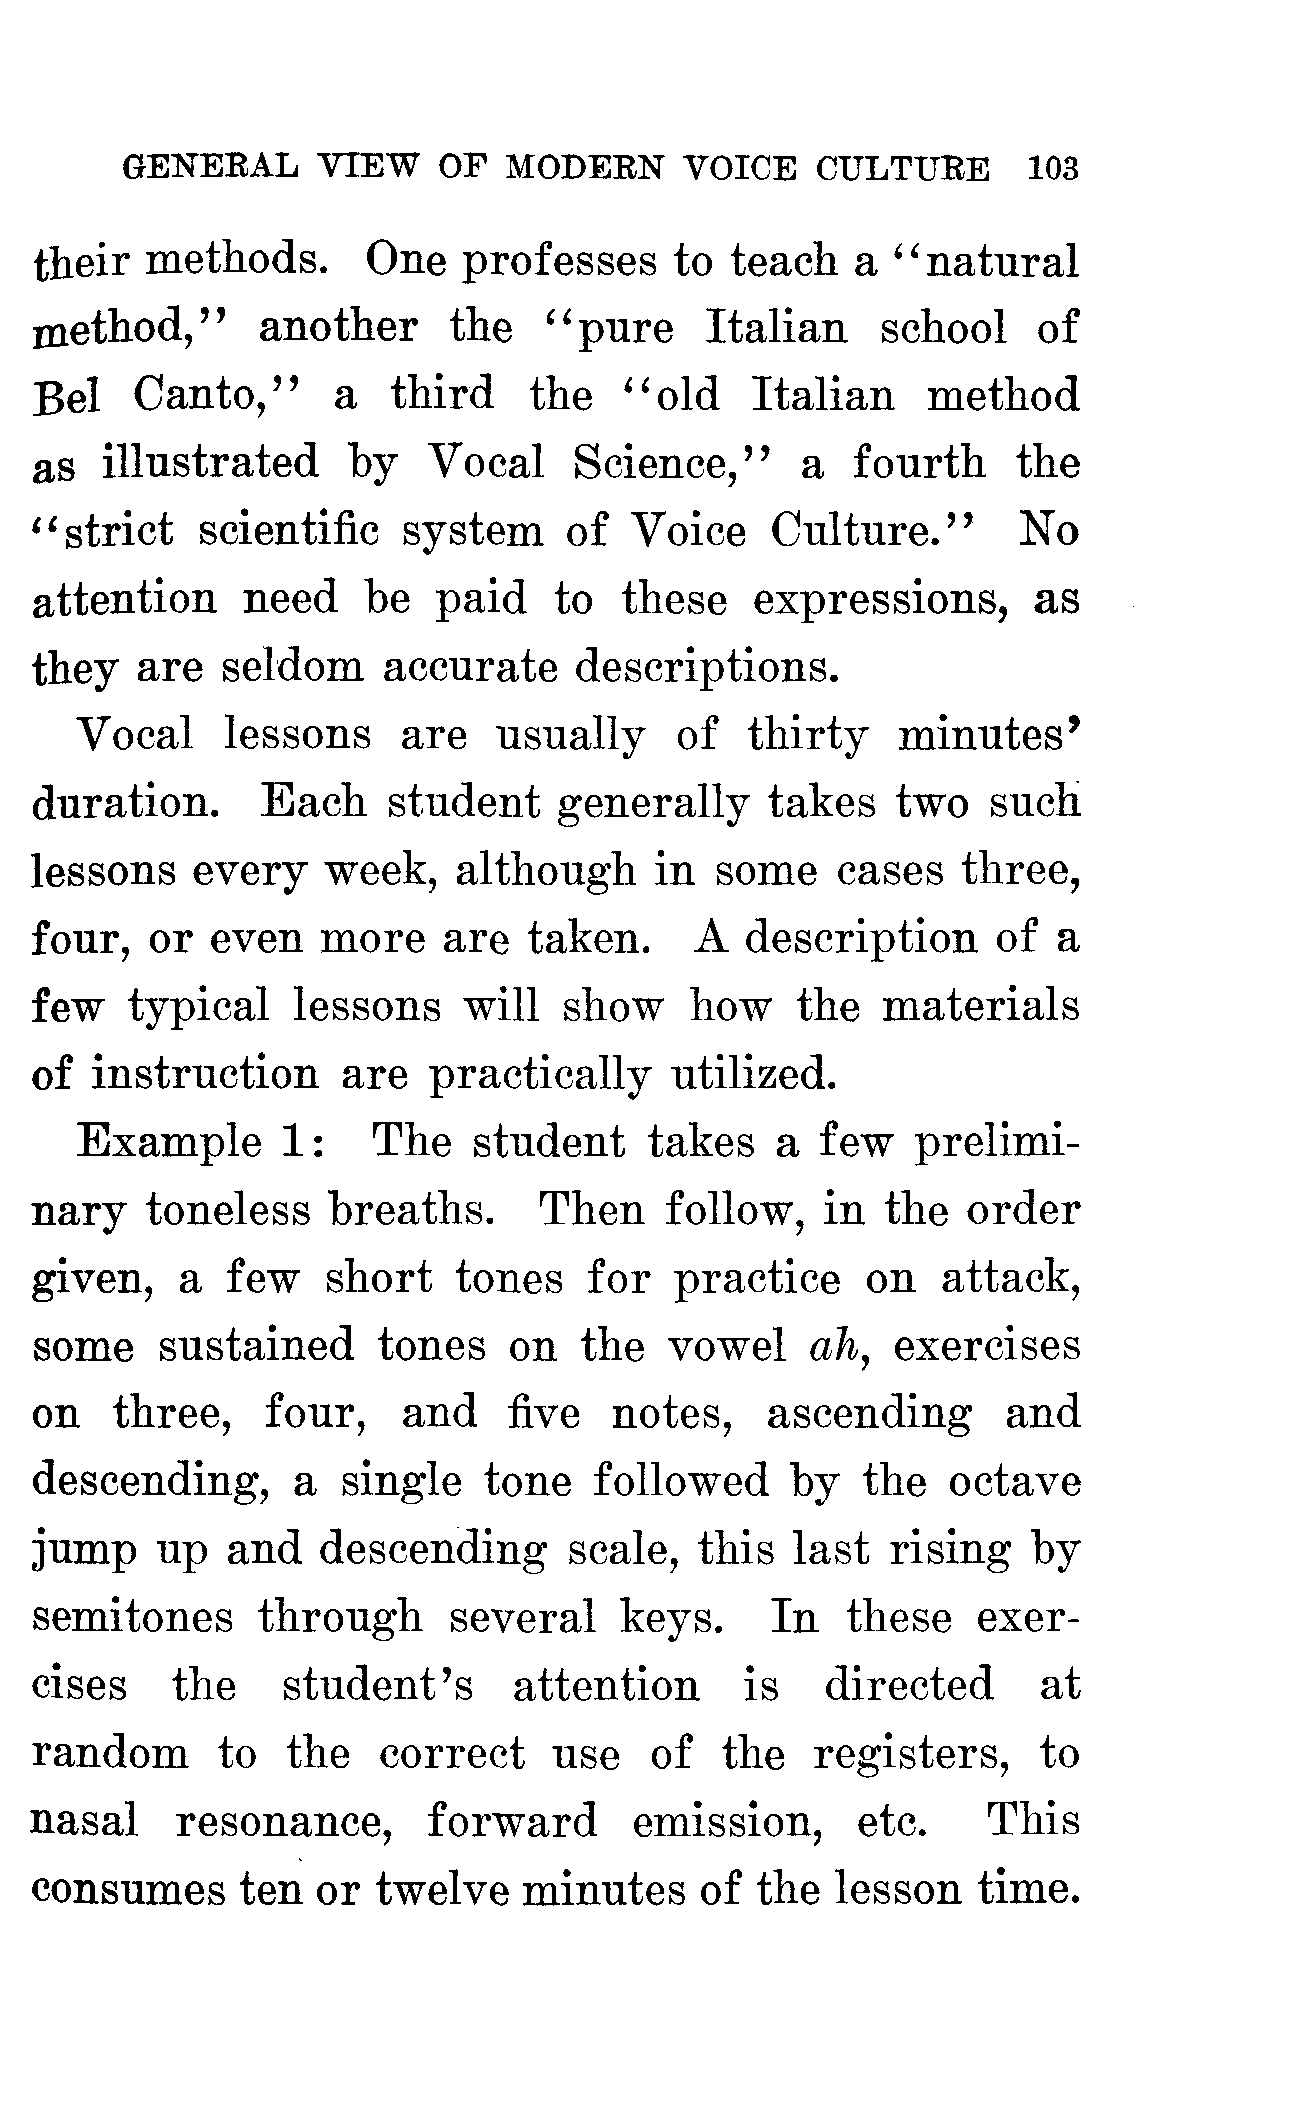 GENERAL VIEW OF MODERN VOICE CULTURE 103
their methods. One professes to teach a "natural
method," another the "pure Italian school of
Bel Canto," a third the "old Italian method
as illustrated by Vocal Science," a fourth the
"strict scientific system of Voice Culture." No
attention need be paid to these expressions, as
they are seldom accurate descriptions.
Vocal lessons are usually of thirty minutes'
duration. Each student generally takes two such
lessons every week, although in some cases three,
four, or even more are taken. A description of a
few typical lessons will show how the materials
of instruction are practically utilized.
Example 1: The student takes a few prelimi-
nary toneless breaths. Then follow, in the order
given, a few short tones for practice on attack,
some sustained tones on the vowel ah, exercises
on three, four, and five notes, ascending and
descending, a single tone followed by the octave
jump up and descending scale, this last rising by
semitones through several keys. In these exer-
cises the student's attention is directed at
random to the correct use of the registers, to
nasal resonance, forward emission, etc. This
consumes ten or twelve minutes of the lesson time.